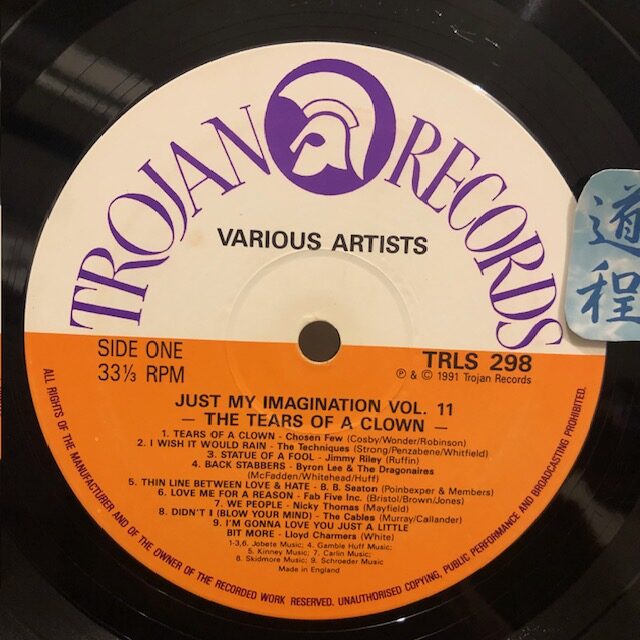 TROJAN RECORDS
VARIOUS ARTISTS
SIDE ONE
33⅓ RPM
TRLS 298
℗ & © 1991 Trojan Records
JUST MY IMAGINATION VOL. 11
— THE TEARS OF A CLOWN —
1. TEARS OF A CLOWN - Chosen Few (Cosby/Wonder/Robinson)
2. I WISH IT WOULD RAIN - The Techniques (Strong/Penzabene/Whitfield)
3. STATUE OF A FOOL - Jimmy Riley (Ruffin)
4. BACK STABBERS - Byron Lee & The Dragonaires
(McFadden/Whitehead/Huff)
5. THIN LINE BETWEEN LOVE & HATE - B. B. Seaton (Poinbexper & Members)
6. LOVE ME FOR A REASON - Fab Five Inc. (Bristol/Brown/Jones)
7. WE PEOPLE - Nicky Thomas (Mayfield)
8. DIDN'T I (BLOW YOUR MIND) - The Cables (Murray/Callander)
9. I'M GONNA LOVE YOU JUST A LITTLE
BIT MORE - Lloyd Charmers (White)
1-3,6. Jobete Music; 4. Gamble Huff Music;
5. Kinney Music; 7. Carlin Music;
8. Skidmore Music; 9. Schroeder Music
Made in England
ALL RIGHTS OF THE MANUFACTURER AND OF THE OWNER OF THE RECORDED WORK RESERVED. UNAUTHORISED COPYING, PUBLIC PERFORMANCE AND BROADCASTING PROHIBITED.
道程